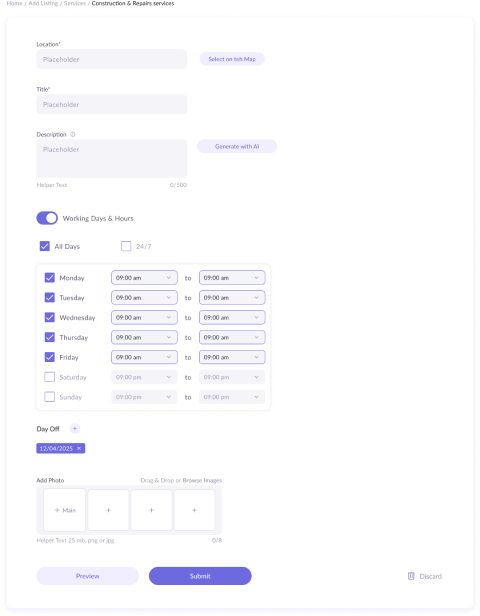 Home / Add Listing / Services / Construction & Repairs services
Location*
Placeholder
Select on teh Map
Title*
Placeholder
Description
Placeholder
Generate with AI
Helper Text 0/500
Working Days & Hours
All Days 24/7
Monday 09:00 am to 09:00 am
Tuesday 09:00 am to 09:00 am
Wednesday 09:00 am to 09:00 am
Thursday 09:00 am to 09:00 am
Friday 09:00 am to 09:00 am
Saturday 09:00 pm to 09:00 pm
Sunday 09:00 pm to 09:00 pm
Day Off +
12/04/2025 ×
Add Photo Drag & Drop or Browse Images
+ Main + + +
Helper Text 25 mb. png or jpg 0/8
Preview Submit Discard